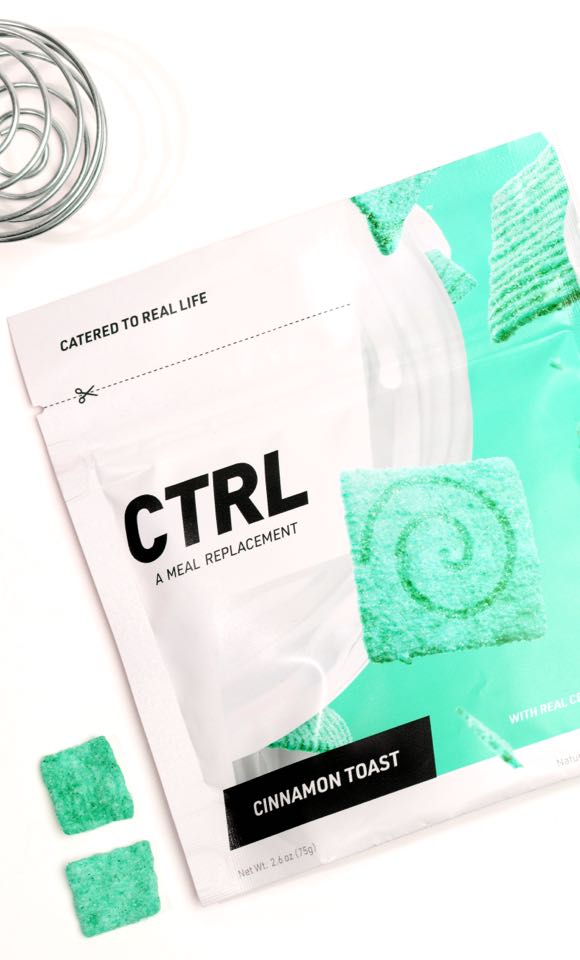 CATERED TO REAL LIFE
CTRL
A MEAL REPLACEMENT
WITH REAL
CINNAMON TOAST
Net Wt. 2.6 oz (75g)